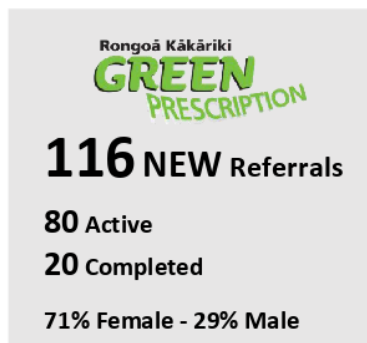 Rongoā Kākāriki
GREEN
PRESCRIPTION
116 NEW Referrals
80 Active
20 Completed
71% Female - 29% Male